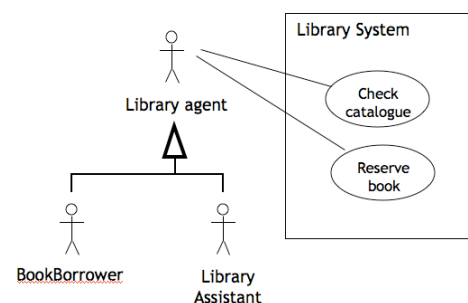 Library System
Library agent
Check
catalogue
Reserve
book
BookBorrower
Library
Assistant